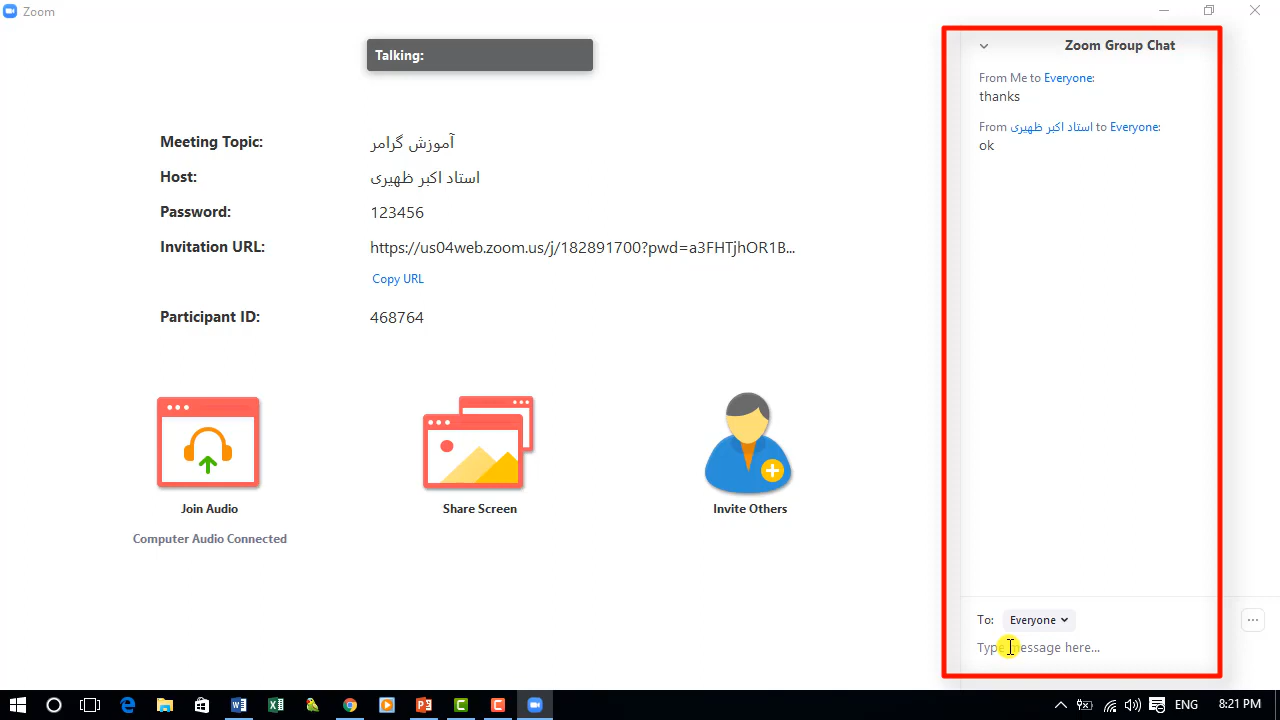 Zoom
Talking:
Meeting Topic: آموزش گرامر
Host: استاد اکبر ظهیری
Password: 123456
Invitation URL: https://us04web.zoom.us/j/182891700?pwd=a3FHTjhOR1B...
Copy URL
Participant ID: 468764
Join Audio
Computer Audio Connected
Share Screen
Invite Others
Zoom Group Chat
From Me to Everyone:
thanks
From استاد اکبر ظهیری to Everyone:
ok
To: Everyone
Type message here...
ENG
8:21 PM